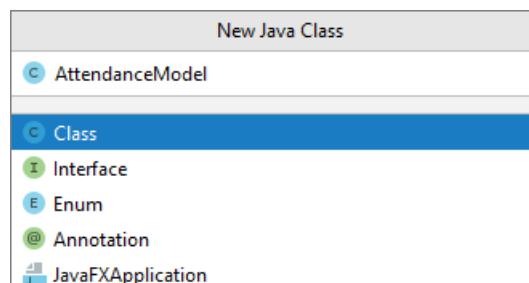 New Java Class
C AttendanceModel
C Class
I Interface
E Enum
@ Annotation
JavaFXApplication